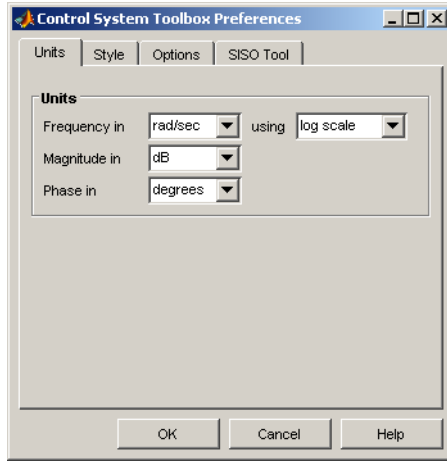 Control System Toolbox Preferences
Units Style Options SISO Tool
Units
Frequency in rad/sec using log scale
Magnitude in dB
Phase in degrees
OK Cancel Help